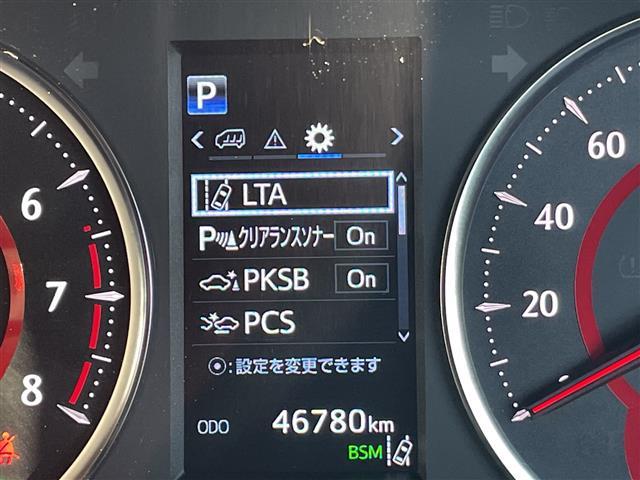 P
LTA
P クリアランスソナー On
PKSB On
PCS
⦿:設定を変更できます
ODO 46780km
BSM
6
7
8
60
40
20